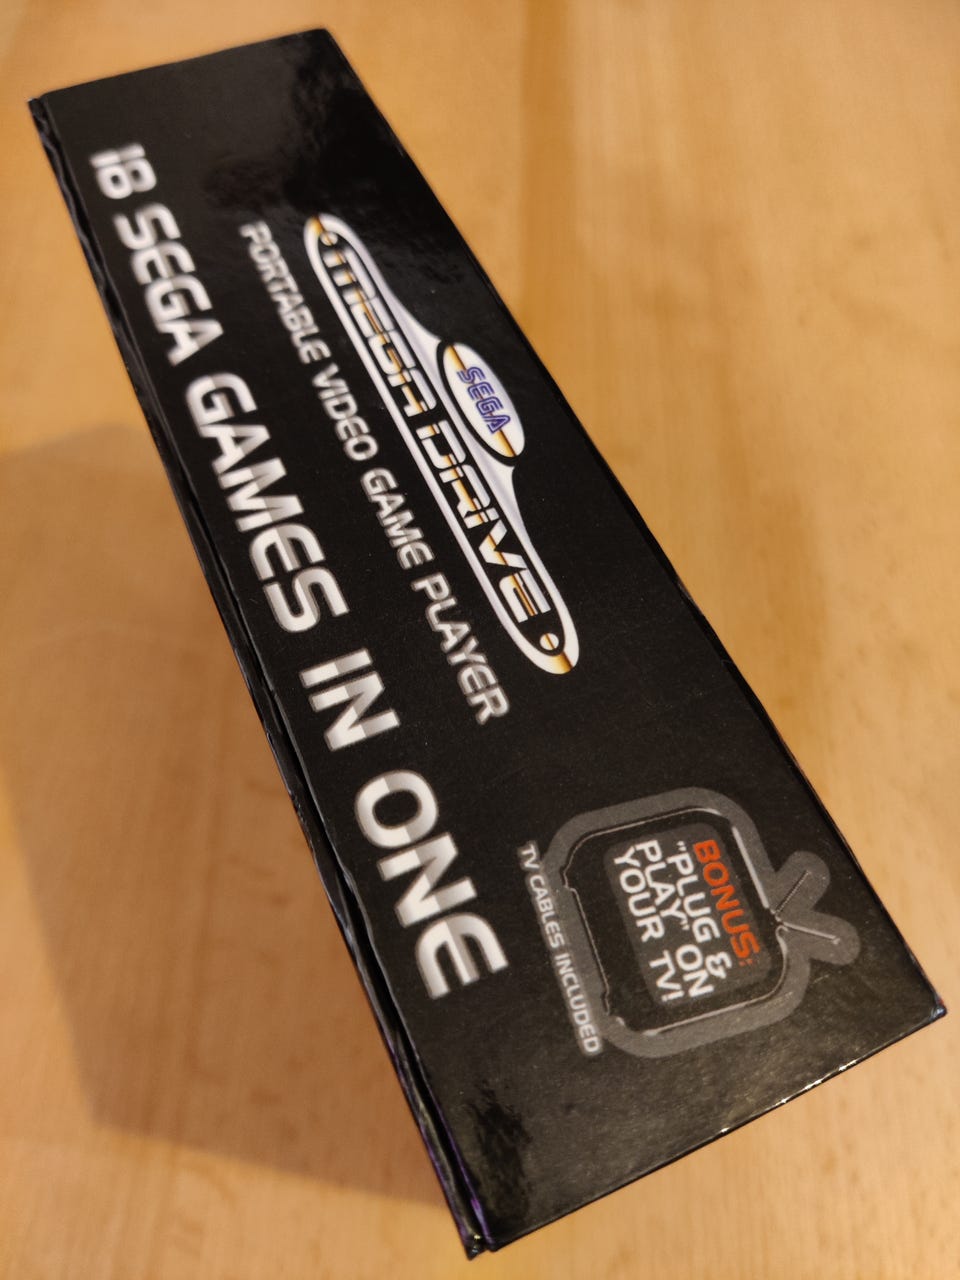 SEGA
MEGA DRIVE
PORTABLE VIDEO GAME PLAYER
18 SEGA GAMES IN ONE
BONUS:
"PLUG &
PLAY" ON
YOUR TV!
TV CABLES INCLUDED